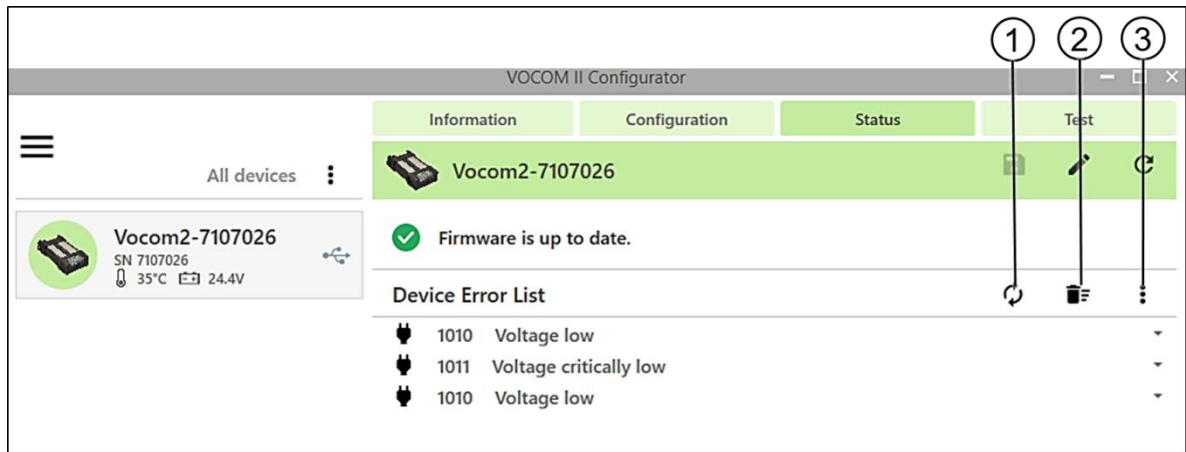 1 2 3
VOCOM II Configurator
Information Configuration Status Test
All devices
Vocom2-7107026
Vocom2-7107026
SN 7107026
35°C 24.4V
Firmware is up to date.
Device Error List
1010 Voltage low
1011 Voltage critically low
1010 Voltage low